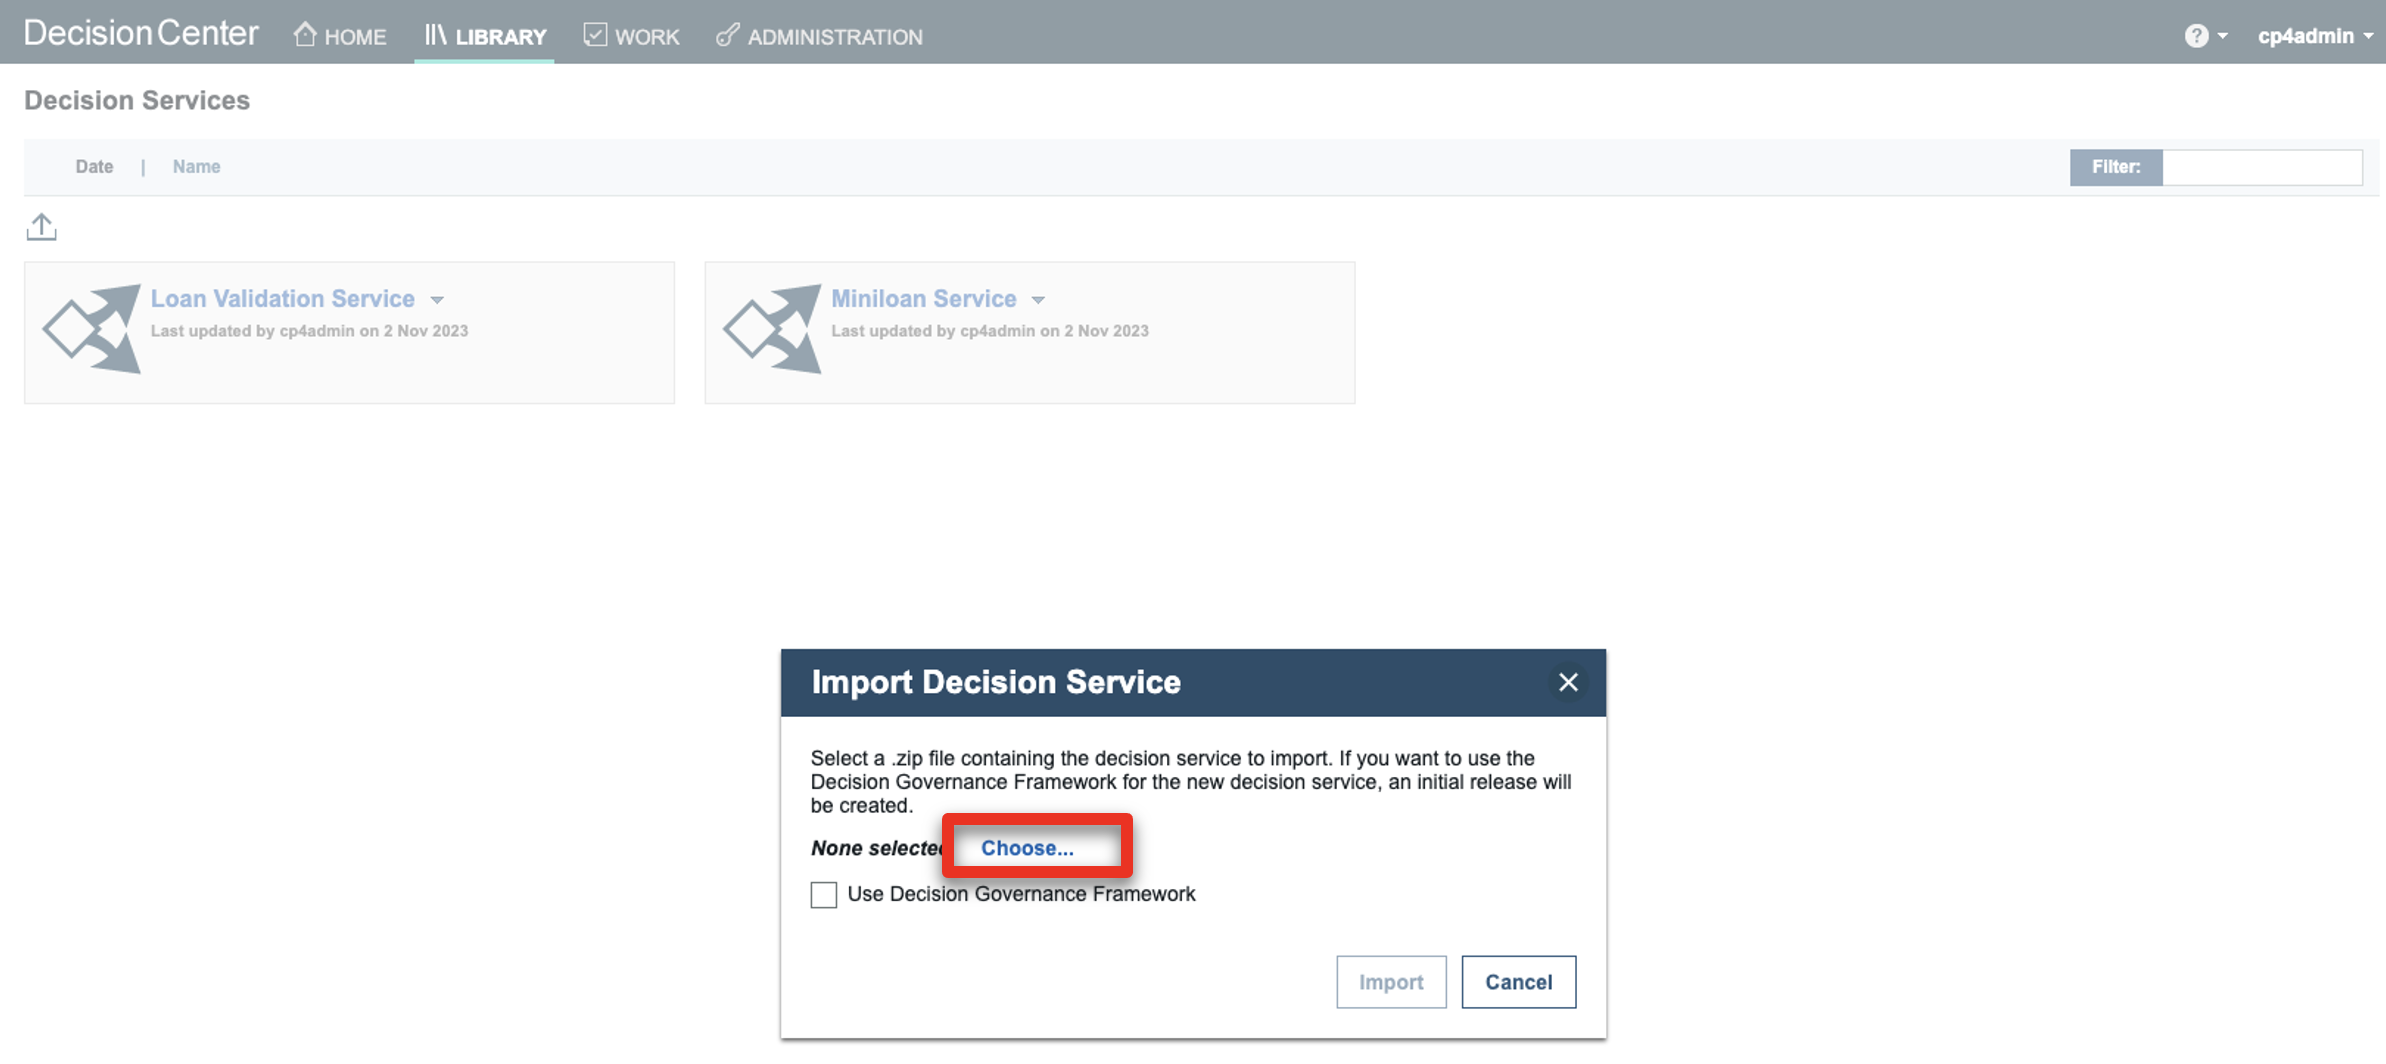 Decision Center HOME LIBRARY WORK ADMINISTRATION ? cp4admin
Decision Services
Date | Name Filter:
Loan Validation Service
Last updated by cp4admin on 2 Nov 2023
Miniloan Service
Last updated by cp4admin on 2 Nov 2023
Import Decision Service
Select a .zip file containing the decision service to import. If you want to use the
Decision Governance Framework for the new decision service, an initial release will
be created.
None selected Choose...
Use Decision Governance Framework
Import Cancel